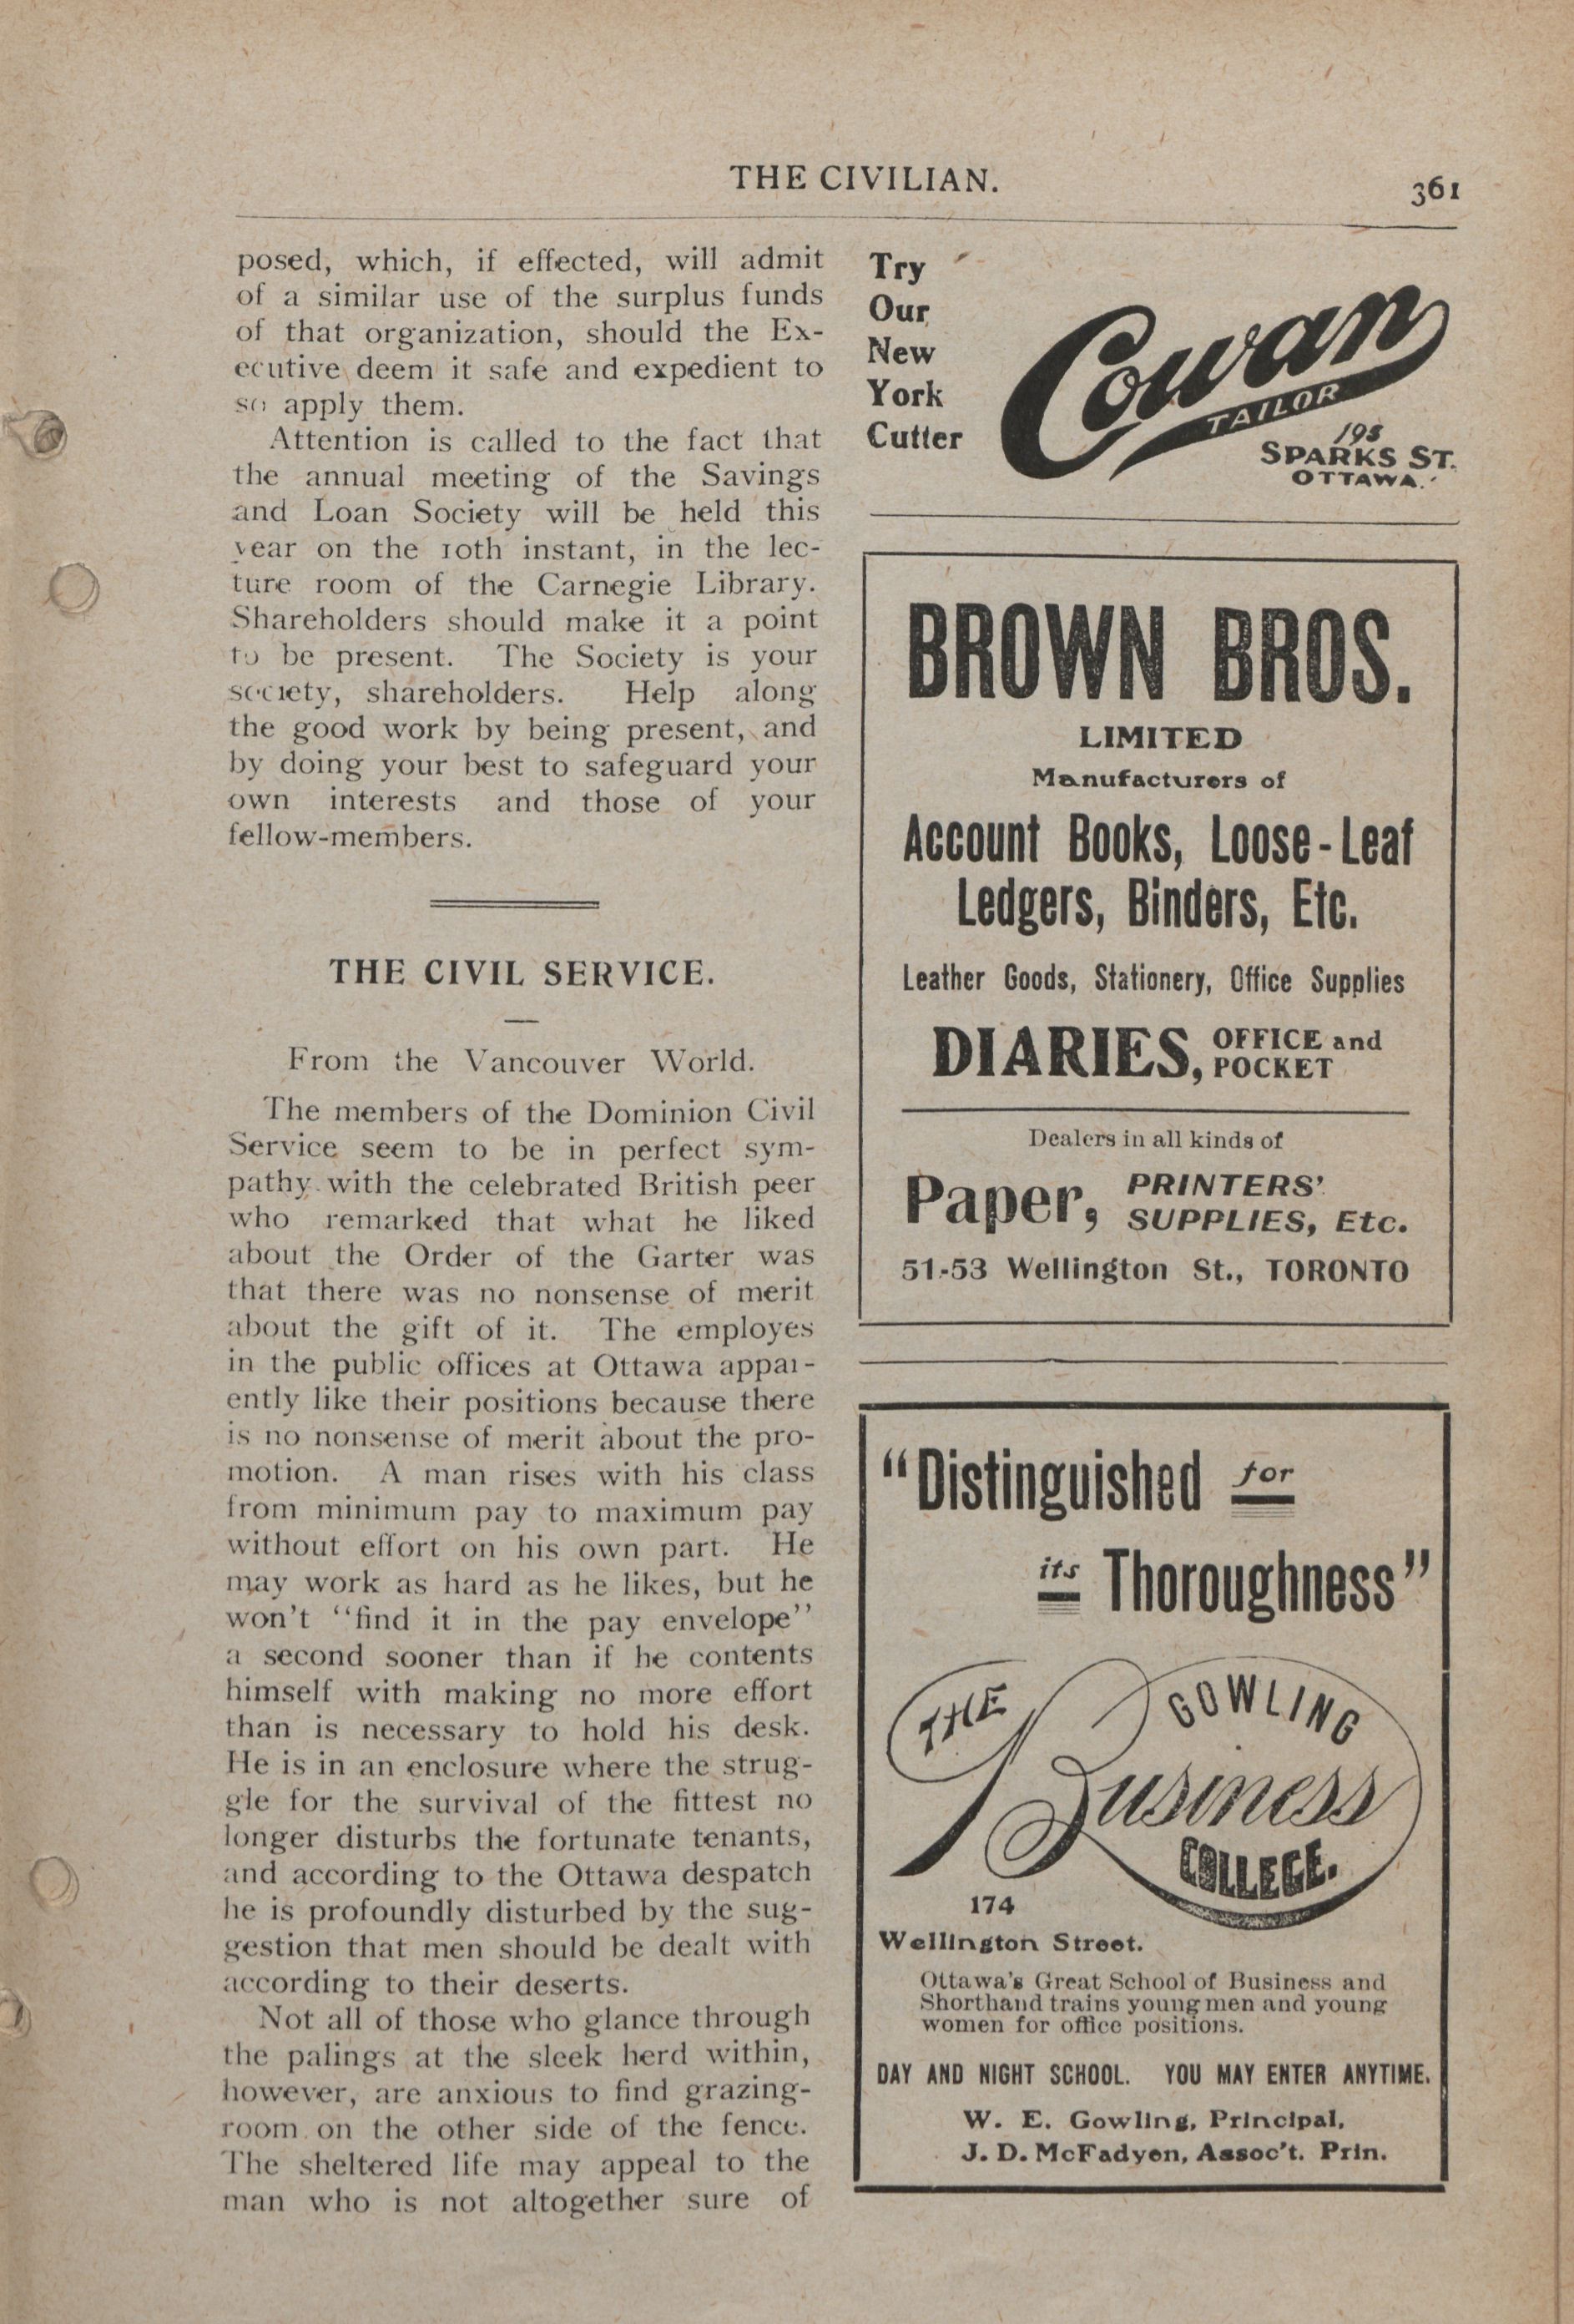 THE CIVILIAN.
361
posed, which, if effected, will admit
of a similar use of the surplus funds
of that organization, should the Ex-
ecutive deem it safe and expedient to
so apply them.
Attention is called to the fact that
the annual meeting of the Savings
and Loan Society will be held this
year on the 10th instant, in the lec-
ture room of the Carnegie Library.
Shareholders should make it a point
to be present. The Society is your
society, shareholders. Help along
the good work by being present, and
by doing your best to safeguard your
own interests and those of your
fellow-members.
THE CIVIL SERVICE.
From the Vancouver World.
The members of the Dominion Civil
Service seem to be in perfect sym-
pathy with the celebrated British peer
who remarked that what he liked
about the Order of the Garter was
that there was no nonsense of merit
about the gift of it. The employes
in the public offices at Ottawa appar-
ently like their positions because there
is no nonsense of merit about the pro-
motion. A man rises with his class
from minimum pay to maximum pay
without effort on his own part. He
may work as hard as he likes, but he
won't "find it in the pay envelope"
a second sooner than if he contents
himself with making no more effort
than is necessary to hold his desk.
He is in an enclosure where the strug-
gle for the survival of the fittest no
longer disturbs the fortunate tenants,
and according to the Ottawa despatch
he is profoundly disturbed by the sug-
gestion that men should be dealt with
according to their deserts.
Not all of those who glance through
the palings at the sleek herd within,
however, are anxious to find grazing-
room on the other side of the fence.
The sheltered life may appeal to the
man who is not altogether sure of
Try
Our
New
York
Cutter
Cowan
TAILOR
195
SPARKS ST.
OTTAWA.
BROWN BROS.
LIMITED
Manufacturers of
Account Books, Loose-Leaf
Ledgers, Binders, Etc.
Leather Goods, Stationery, Office Supplies
DIARIES, OFFICE and
POCKET
Dealers in all kinds of
Paper, PRINTERS'
SUPPLIES, Etc.
51-53 Wellington St., TORONTO
"Distinguished for
its Thoroughness"
THE
GOWLING
Business
COLLEGE.
174
Wellington Street.
Ottawa's Great School of Business and
Shorthand trains young men and young
women for office positions.
DAY AND NIGHT SCHOOL. YOU MAY ENTER ANYTIME.
W. E. Gowling, Principal,
J. D. McFadyen, Assoc't. Prin.